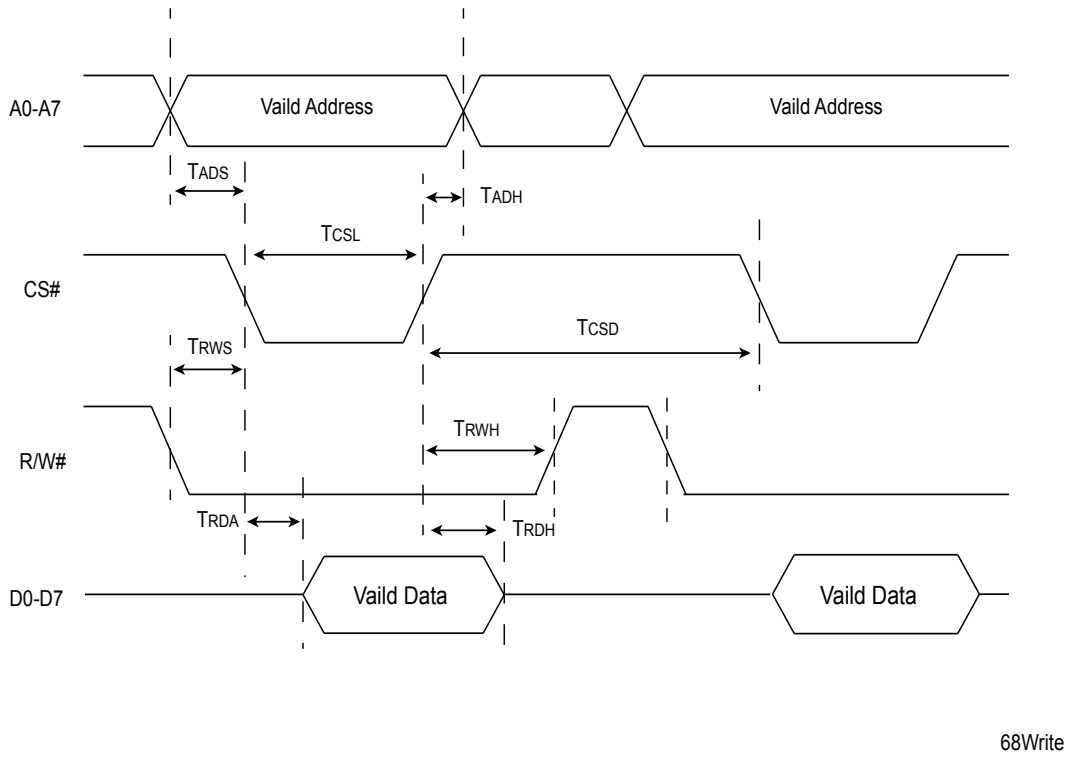 A0-A7
Vaild Address
Vaild Address
TADS
TADH
TCSL
CS#
TCSD
TRWS
TRWH
R/W#
TRDA
TRDH
D0-D7
Vaild Data
Vaild Data
68Write